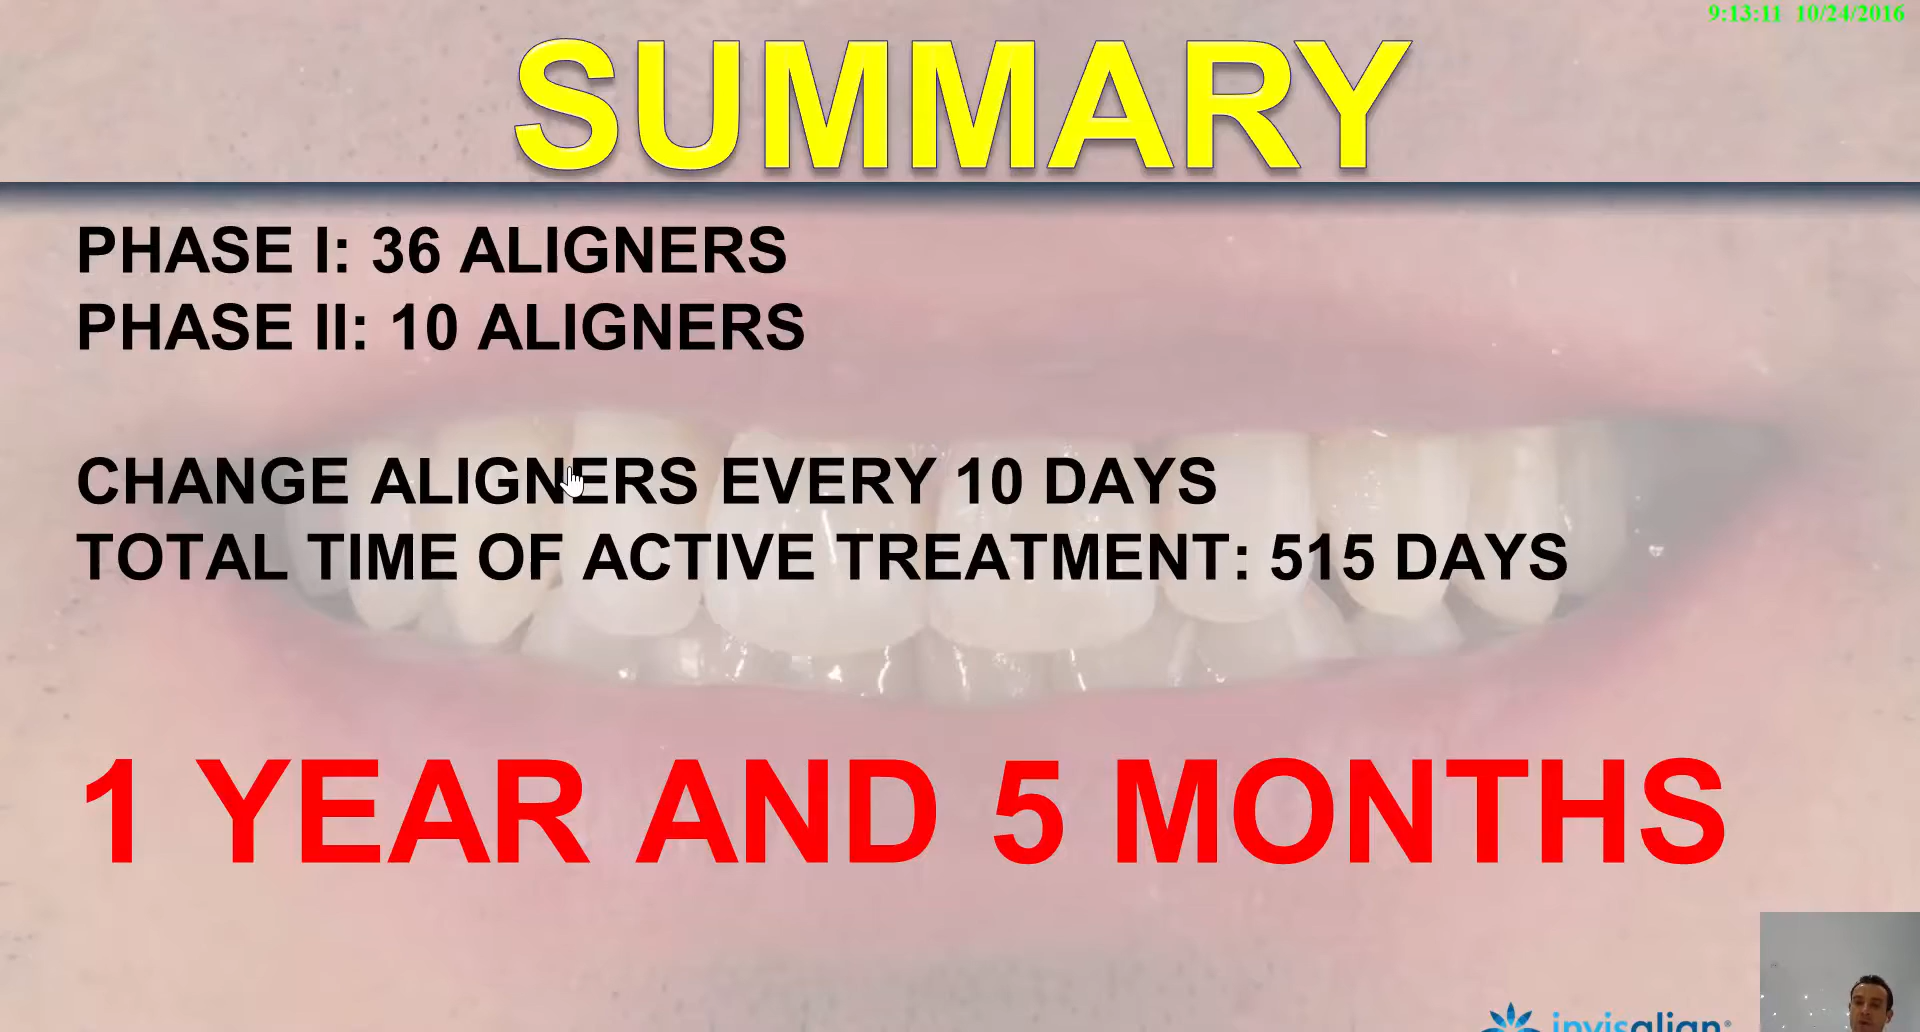 9:13:11 10/24/2016
SUMMARY
PHASE I: 36 ALIGNERS
PHASE II: 10 ALIGNERS
CHANGE ALIGNERS EVERY 10 DAYS
TOTAL TIME OF ACTIVE TREATMENT: 515 DAYS
1 YEAR AND 5 MONTHS
invisalign